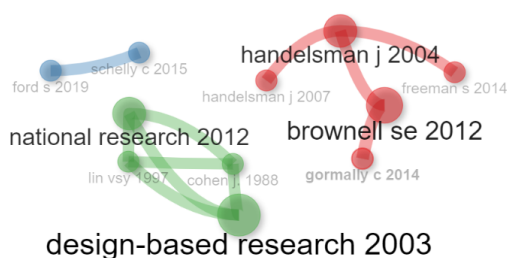 handelsman j 2004
schelly c 2015
ford s 2019
freeman s 2014
handelsman j 2007
national research 2012
brownell se 2012
gormally c 2014
lin vsy 1997
cohen j. 1988
design-based research 2003